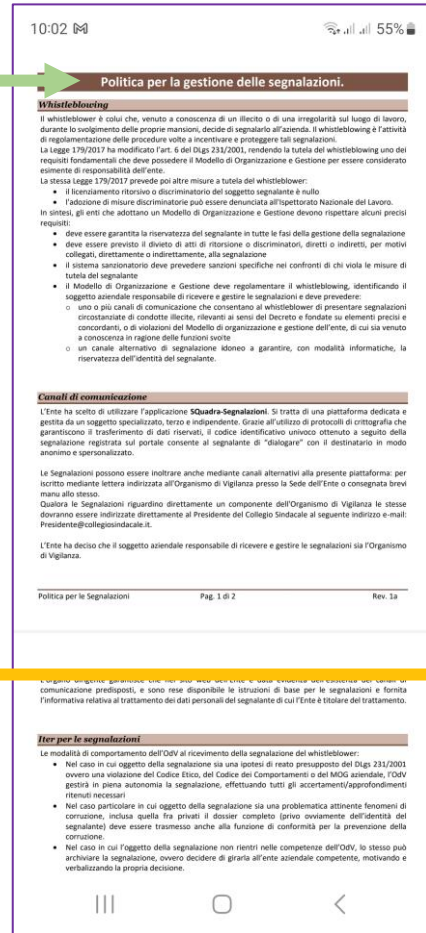 10:02
55%
Politica per la gestione delle segnalazioni.
Whistleblowing
Il whistleblower è colui che, venuto a conoscenza di un illecito o di una irregolarità sul luogo di lavoro,
durante lo svolgimento delle proprie mansioni, decide di segnalarlo all'azienda. Il whistleblowing è l'attività
di regolamentazione delle procedure volte a incentivare e proteggere tali segnalazioni.
La Legge 179/2017 ha modificato l'art. 6 del DLgs 231/2001, rendendo la tutela del whistleblowing uno dei
requisiti fondamentali che deve possedere il Modello di Organizzazione e Gestione per essere considerato
esimente di responsabilità dell'ente.
La stessa Legge 179/2017 prevede poi altre misure a tutela del whistleblower:
• il licenziamento ritorsivo o discriminatorio del soggetto segnalante è nullo
• l'adozione di misure discriminatorie può essere denunciata all'Ispettorato Nazionale del Lavoro.
In sintesi, gli enti che adottano un Modello di Organizzazione e Gestione devono rispettare alcuni precisi
requisiti:
• deve essere garantita la riservatezza del segnalante in tutte le fasi della gestione della segnalazione
• deve essere previsto il divieto di atti di ritorsione o discriminatori, diretti o indiretti, per motivi
collegati, direttamente o indirettamente, alla segnalazione
• il sistema sanzionatorio deve prevedere sanzioni specifiche nei confronti di chi viola le misure di
tutela del segnalante
• il Modello di Organizzazione e Gestione deve regolamentare il whistleblowing, identificando il
soggetto aziendale responsabile di ricevere e gestire le segnalazioni e deve prevedere:
o uno o più canali di comunicazione che consentano al whistleblower di presentare segnalazioni
circostanziate di condotte illecite, rilevanti ai sensi del Decreto e fondate su elementi precisi e
concordanti, o di violazioni del Modello di organizzazione e gestione dell'ente, di cui sia venuto
a conoscenza in ragione delle funzioni svolte
o un canale alternativo di segnalazione idoneo a garantire, con modalità informatiche, la
riservatezza dell'identità del segnalante.
Canali di comunicazione
L'Ente ha scelto di utilizzare l'applicazione SQuadra-Segnalazioni. Si tratta di una piattaforma dedicata e
gestita da un soggetto specializzato, terzo e indipendente. Grazie all'utilizzo di protocolli di crittografia che
garantiscono il trasferimento di dati riservati, il codice identificativo univoco ottenuto a seguito della
segnalazione registrata sul portale consente al segnalante di "dialogare" con il destinatario in modo
anonimo e spersonalizzato.
Le Segnalazioni possono essere inoltrare anche mediante canali alternativi alla presente piattaforma: per
iscritto mediante lettera indirizzata all'Organismo di Vigilanza presso la Sede dell'Ente o consegnata brevi
manu allo stesso.
Qualora le Segnalazioni riguardino direttamente un componente dell'Organismo di Vigilanza le stesse
dovranno essere indirizzate direttamente al Presidente del Collegio Sindacale al seguente indirizzo e-mail:
Presidente@collegiosindacale.it.
L'Ente ha deciso che il soggetto aziendale responsabile di ricevere e gestire le segnalazioni sia l'Organismo
di Vigilanza.
Politica per le Segnalazioni Pag. 1 di 2 Rev. 1a
L'organo dirigente garantisce che nel sito web dell'Ente è data evidenza dell'esistenza dei canali di
comunicazione predisposti, e sono rese disponibile le istruzioni di base per le segnalazioni e fornita
l'informativa relativa al trattamento dei dati personali del segnalante di cui l'Ente è titolare del trattamento.
Iter per le segnalazioni
Le modalità di comportamento dell'OdV al ricevimento della segnalazione del whistleblower:
• Nel caso in cui oggetto della segnalazione sia una ipotesi di reato presupposto del DLgs 231/2001
ovvero una violazione del Codice Etico, del Codice dei Comportamenti o del MOG aziendale, l'OdV
gestirà in piena autonomia la segnalazione, effettuando tutti gli accertamenti/approfondimenti
ritenuti necessari
• Nel caso particolare in cui oggetto della segnalazione sia una problematica attinente fenomeni di
corruzione, inclusa quella fra privati il dossier completo (privo ovviamente dell'identità del
segnalante) deve essere trasmesso anche alla funzione di conformità per la prevenzione della
corruzione.
• Nel caso in cui l'oggetto della segnalazione non rientri nelle competenze dell'OdV, lo stesso può
archiviare la segnalazione, ovvero decidere di girarla all'ente aziendale competente, motivando e
verbalizzando la propria decisione.